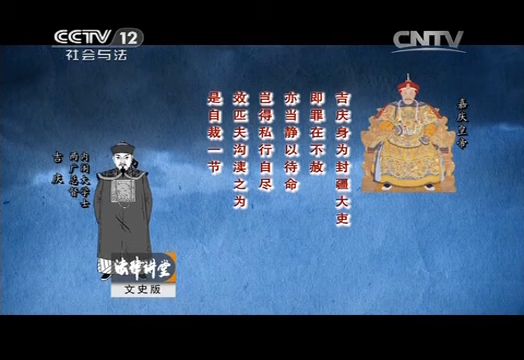 CCTV 12
社会与法
CNTV
嘉庆皇帝
吉庆身为封疆大吏
即罪在不赦
亦当静以待命
岂得私行自尽
效匹夫沟渎之为
是自裁一节
内阁大学士
两广总督
吉庆
法律讲堂
文史版